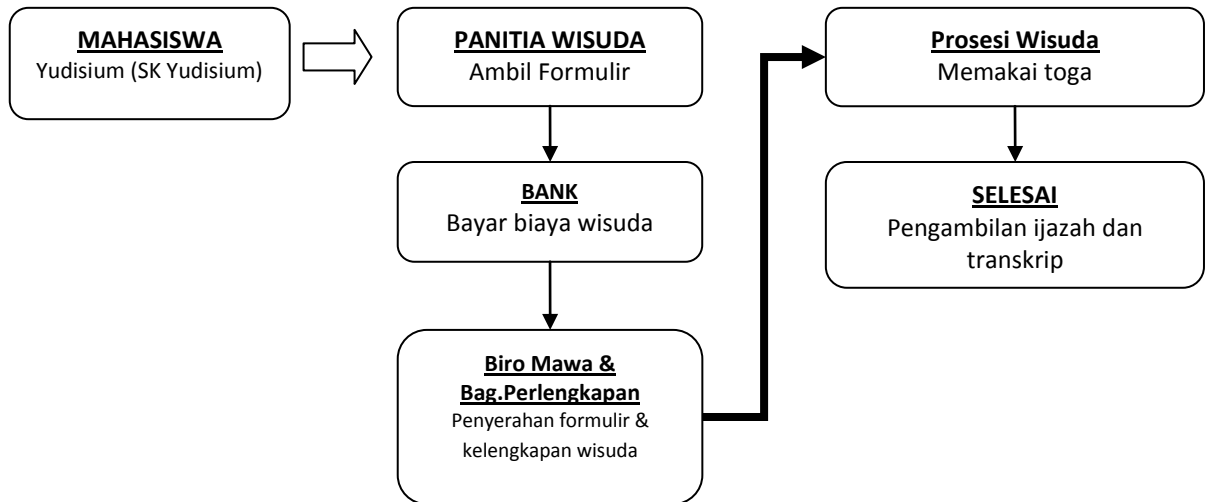 MAHASISWA
Yudisium (SK Yudisium)
PANITIA WISUDA
Ambil Formulir
BANK
Bayar biaya wisuda
Biro Mawa &
Bag.Perlengkapan
Penyerahan formulir &
kelengkapan wisuda
Prosesi Wisuda
Memakai toga
SELESAI
Pengambilan ijazah dan
transkrip